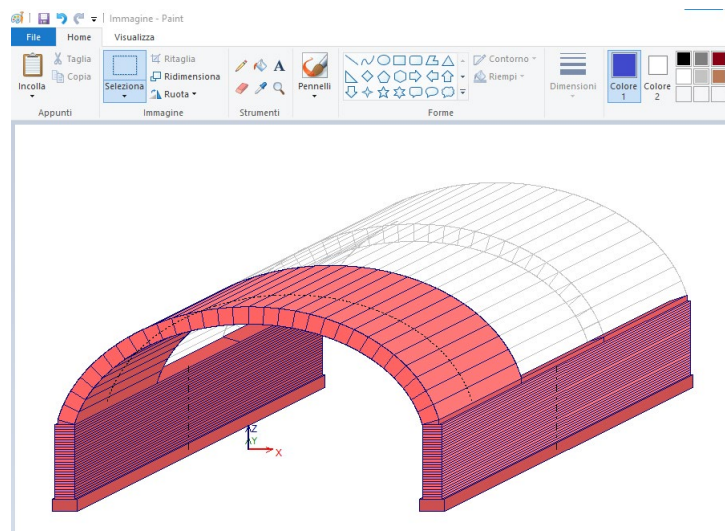 Immagine - Paint
File Home Visualizza
Incolla
Taglia
Copia
Appunti
Seleziona
Ritaglia
Ridimensiona
Ruota
Immagine
A
Strumenti
Pennelli
Contorno
Riempi
Forme
Dimensioni
Colore
1
Colore
2
Z
Y
X